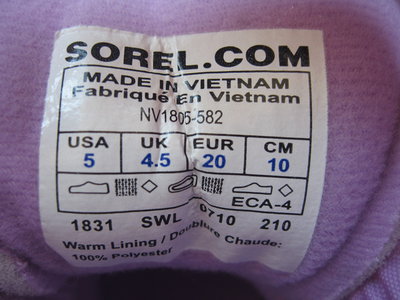 SOREL.COM
MADE IN VIETNAM
Fabriqué En Vietnam
NV1805-582
USA UK EUR CM
5 4.5 20 10
ECA-4
1831 SWL 0710 210
Warm Lining / Doublure Chaude:
100% Polyester